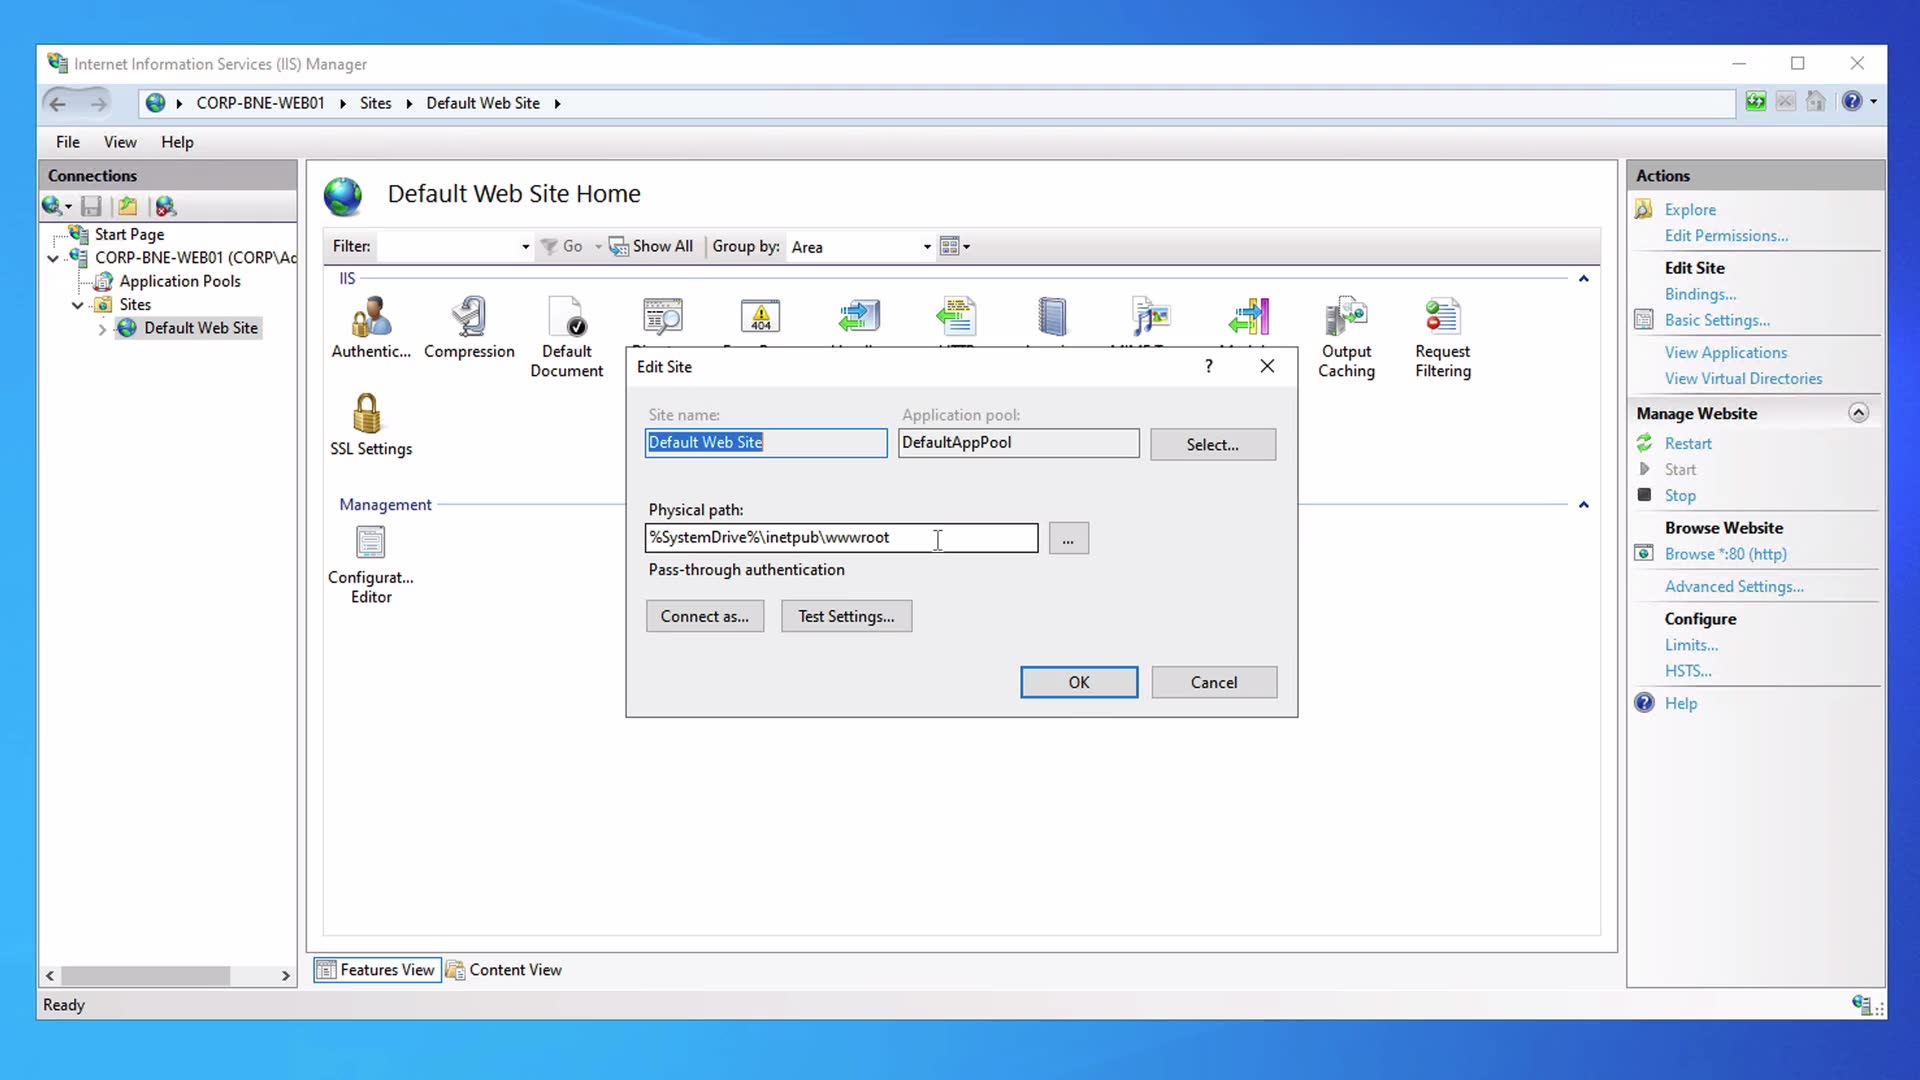 Internet Information Services (IIS) Manager
CORP-BNE-WEB01 Sites Default Web Site
File View Help
Connections
Start Page
CORP-BNE-WEB01 (CORP\Ad
Application Pools
Sites
Default Web Site
Default Web Site Home
Filter: Go Show All Group by: Area
IIS
Authentic... Compression Default Document
404
Output Caching
Request Filtering
SSL Settings
Management
Configurat... Editor
Edit Site
?
Site name:
Application pool:
Default Web Site
DefaultAppPool
Select...
Physical path:
%SystemDrive%\inetpub\wwwroot
...
Pass-through authentication
Connect as...
Test Settings...
OK
Cancel
Features View
Content View
Ready
Actions
Explore
Edit Permissions...
Edit Site
Bindings...
Basic Settings...
View Applications
View Virtual Directories
Manage Website
Restart
Start
Stop
Browse Website
Browse *:80 (http)
Advanced Settings...
Configure
Limits...
HSTS...
Help